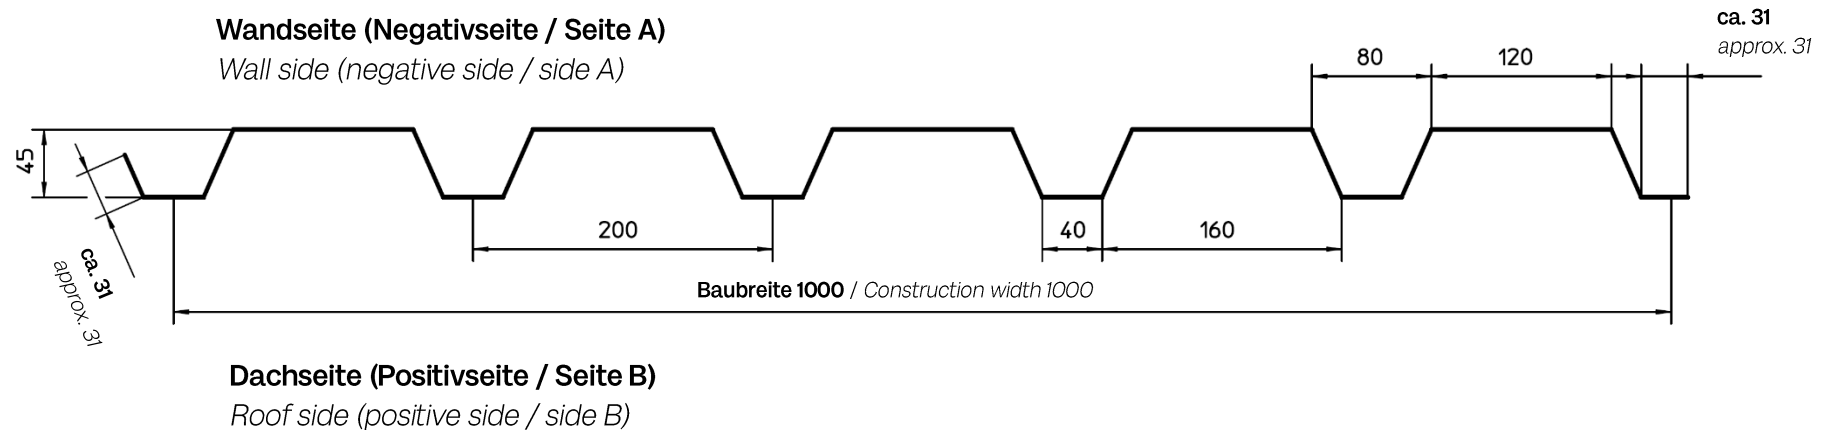 Wandseite (Negativseite / Seite A)
Wall side (negative side / side A)
ca. 31
approx. 31
80
120
45
200
40
160
ca. 31
approx. 31
Baubreite 1000 / Construction width 1000
Dachseite (Positivseite / Seite B)
Roof side (positive side / side B)